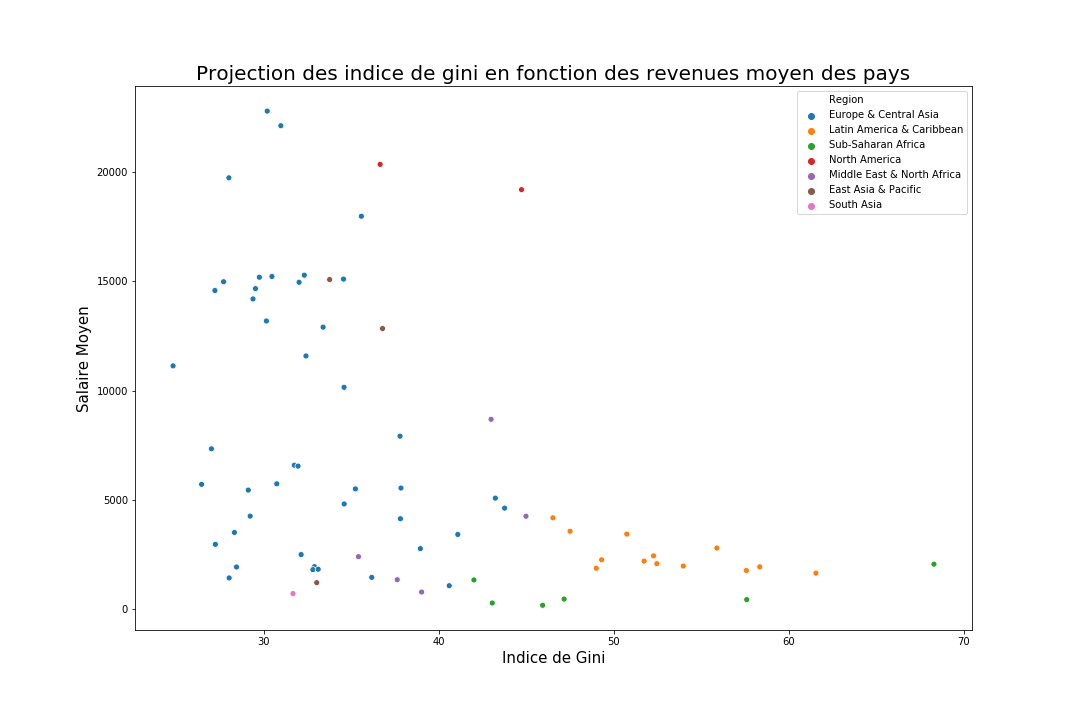 Projection des indice de gini en fonction des revenues moyen des pays
Region
Europe & Central Asia
Latin America & Caribbean
Sub-Saharan Africa
North America
Middle East & North Africa
East Asia & Pacific
South Asia
Salaire Moyen
20000
15000
10000
5000
0
30 40 50 60 70
Indice de Gini